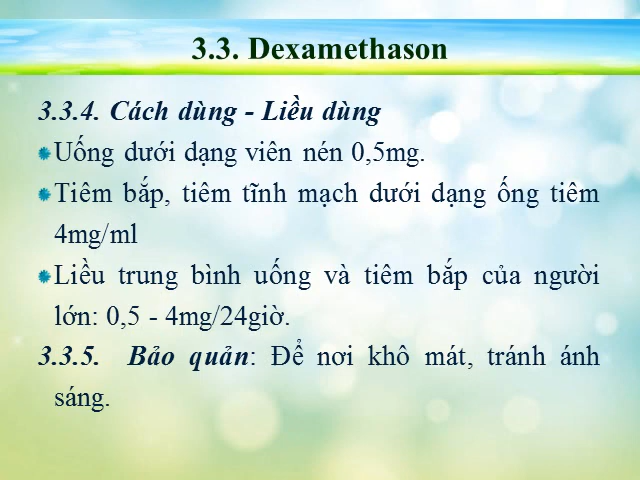 3.3. Dexamethason
3.3.4. Cách dùng - Liều dùng
Uống dưới dạng viên nén 0,5mg.
Tiêm bắp, tiêm tĩnh mạch dưới dạng ống tiêm
4mg/ml
Liều trung bình uống và tiêm bắp của người
lớn: 0,5 - 4mg/24giờ.
3.3.5. Bảo quản: Để nơi khô mát, tránh ánh
sáng.